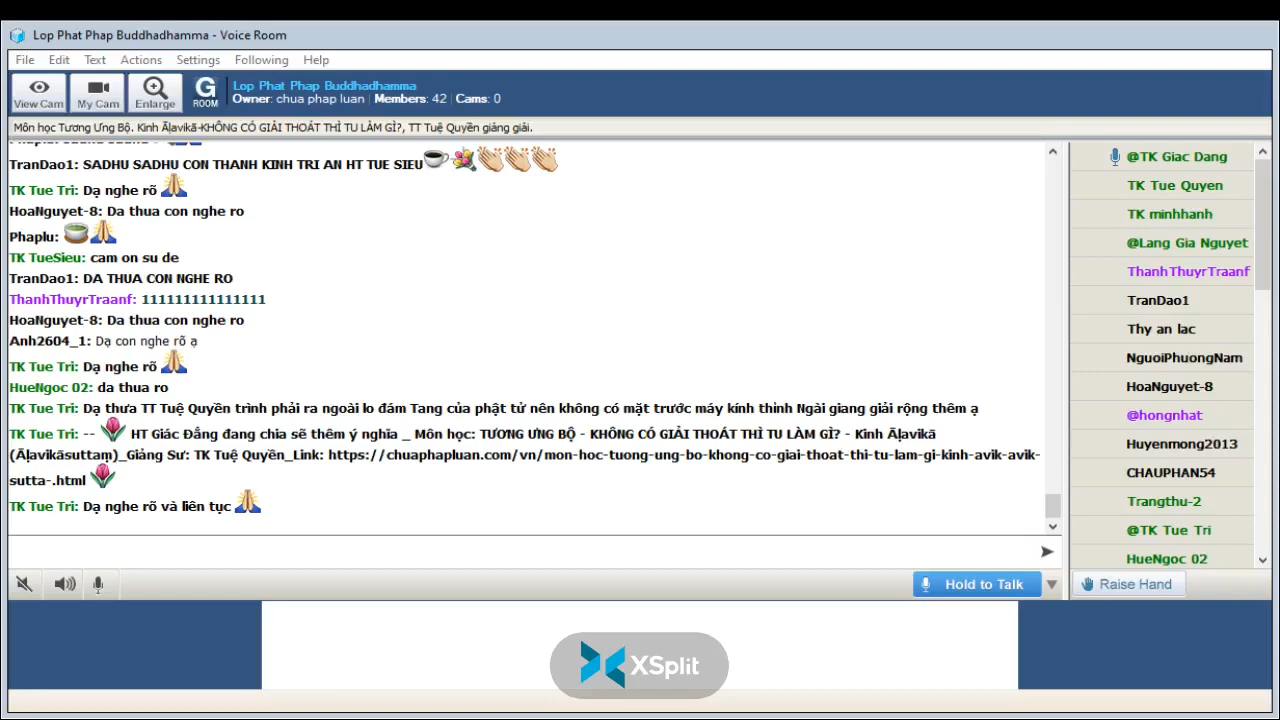 Lop Phat Phap Buddhadhamma - Voice Room
File Edit Text Actions Settings Following Help
View Cam My Cam Enlarge G ROOM
Lop Phat Phap Buddhadhamma
Owner: chua phap luan | Members: 42 | Cams: 0
Môn học Tương Ưng Bộ. Kinh Āḷavikā-KHÔNG CÓ GIẢI THOÁT THÌ TU LÀM GÌ?, TT Tuệ Quyền giảng giải.
TranDao1: SADHU SADHU CON THANH KINH TRI AN HT TUE SIEU
TK Tue Tri: Dạ nghe rõ
HoaNguyet-8: Da thua con nghe ro
Phaplu:
TK TueSieu: cam on su de
TranDao1: DA THUA CON NGHE RO
ThanhThuyrTraanf: 111111111111111
HoaNguyet-8: Da thua con nghe ro
Anh2604_1: Dạ con nghe rõ ạ
TK Tue Tri: Dạ nghe rõ
HueNgoc 02: da thua ro
TK Tue Tri: Dạ thưa TT Tuệ Quyền trình phải ra ngoài lo đám Tang của phật tử nên không có mặt trước máy kính thỉnh Ngài giang giải rộng thêm ạ
TK Tue Tri: -- HT Giác Đẳng đang chia sẽ thêm ý nghĩa _ Môn học: TƯƠNG ƯNG BỘ - KHÔNG CÓ GIẢI THOÁT THÌ TU LÀM GÌ? - Kinh Āḷavikā
(Āḷavikāsuttaṃ)_Giảng Sư: TK Tuệ Quyền_Link: https://chuaphapluan.com/vn/mon-hoc-tuong-ung-bo-khong-co-giai-thoat-thi-tu-lam-gi-kinh-avik-avik-
sutta-.html
TK Tue Tri: Dạ nghe rõ và liên tục
@TK Giac Dang
TK Tue Quyen
TK minhhanh
@Lang Gia Nguyet
ThanhThuyrTraanf
TranDao1
Thy an lac
NguoiPhuongNam
HoaNguyet-8
@hongnhat
Huyenmong2013
CHAUPHAN54
Trangthu-2
@TK Tue Tri
HueNgoc 02
Hold to Talk
Raise Hand
XSplit